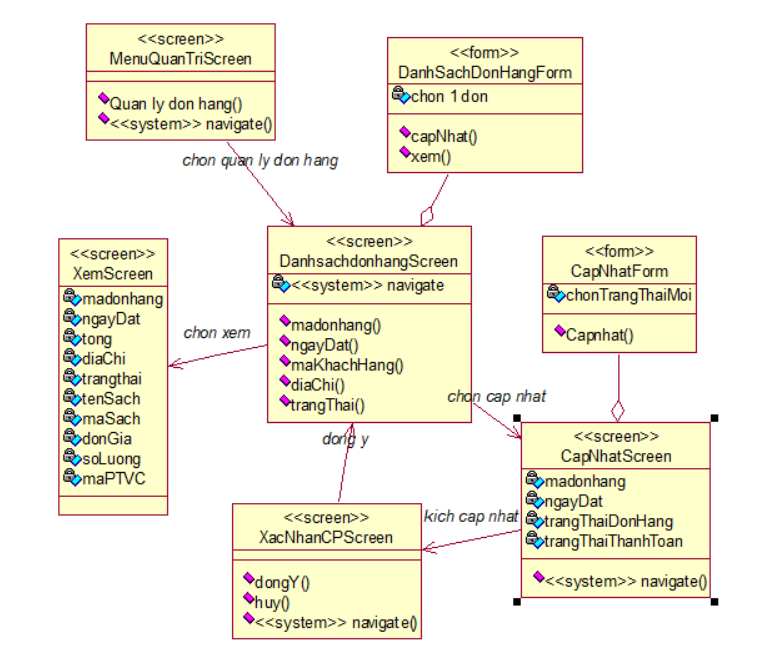 <<screen>>
MenuQuanTriScreen
Quan ly don hang()
<<system>> navigate()
<<form>>
DanhSachDonHangForm
chon 1 don
capNhat()
xem()
chon quan ly don hang
<<screen>>
XemScreen
madonhang
ngayDat
tong
diaChi
trangthai
tenSach
maSach
donGia
soLuong
maPTVC
chon xem
<<screen>>
DanhsachdonhangScreen
<<system>> navigate
madonhang()
ngayDat()
maKhachHang()
diaChi()
trangThai()
<<form>>
CapNhatForm
chonTrangThaiMoi
Capnhat()
chon cap nhat
dong y
<<screen>>
CapNhatScreen
madonhang
ngayDat
trangThaiDonHang
trangThaiThanhToan
<<system>> navigate()
kich cap nhat
<<screen>>
XacNhanCPScreen
dongY()
huy()
<<system>> navigate()